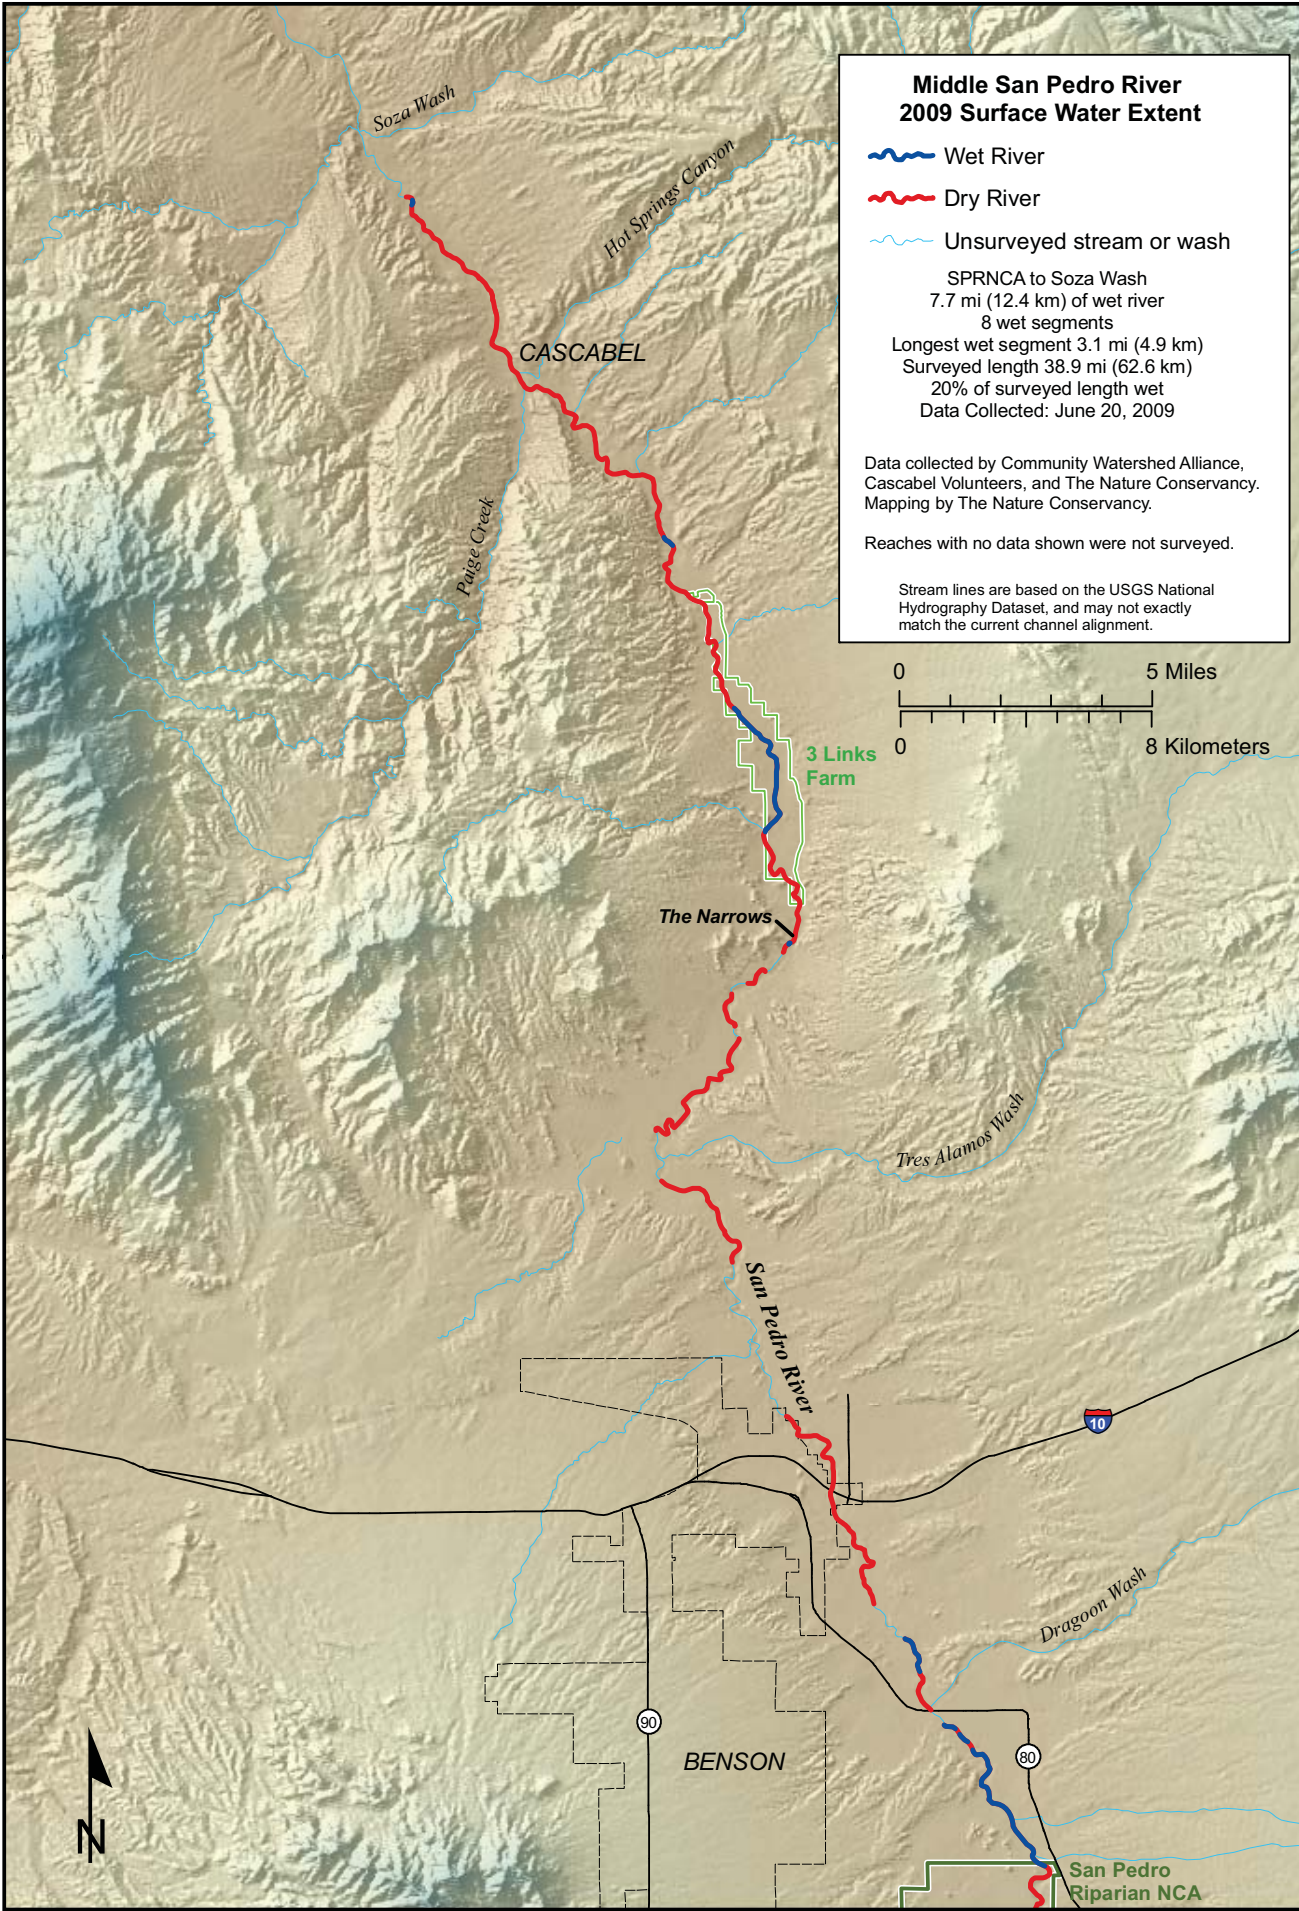 Middle San Pedro River
2009 Surface Water Extent
Wet River
Dry River
Unsurveyed stream or wash
SPRNCA to Soza Wash
7.7 mi (12.4 km) of wet river
8 wet segments
Longest wet segment 3.1 mi (4.9 km)
Surveyed length 38.9 mi (62.6 km)
20% of surveyed length wet
Data Collected: June 20, 2009
Data collected by Community Watershed Alliance,
Cascabel Volunteers, and The Nature Conservancy.
Mapping by The Nature Conservancy.
Reaches with no data shown were not surveyed.
Stream lines are based on the USGS National
Hydrography Dataset, and may not exactly
match the current channel alignment.
0 5 Miles
0 8 Kilometers
Soza Wash
Hot Springs Canyon
CASCABEL
Paige Creek
3 Links
Farm
The Narrows
Tres Alamos Wash
San Pedro River
10
Dragoon Wash
90
BENSON
80
N
San Pedro
Riparian NCA